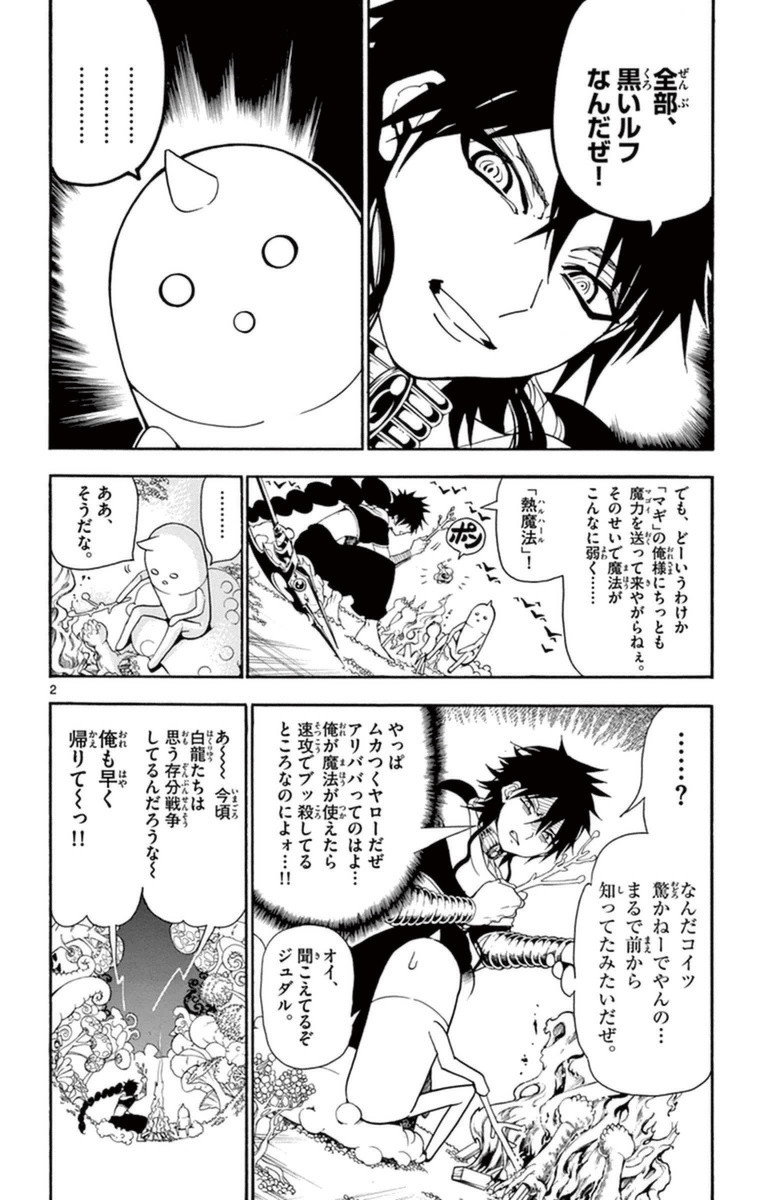 全部、
黒いルフ
なんだぜ!
………………
………………
でも、どーいうわけか
「マギ」の俺様にちっとも
魔力を送って来やがらねぇ。
そのせいで魔法が
こんなに弱く……
「熱魔法」!
ポン
………
ああ、
そうだな。
2
……?
なんだコイツ
驚かねーでやんの…
まるで前から
知ってたみたいだぜ。
やっぱ
ムカつくヤローだぜ
アリババってのはよ…
俺が魔法が使えたら
速攻でブッ殺してる
ところなのによォ…!!
オイ、
聞こえてるぞ
ジュダル。
あ〜〜今頃
白龍たちは
思う存分戦争
してるんだろうな〜
俺も早く
帰りて〜っ!!